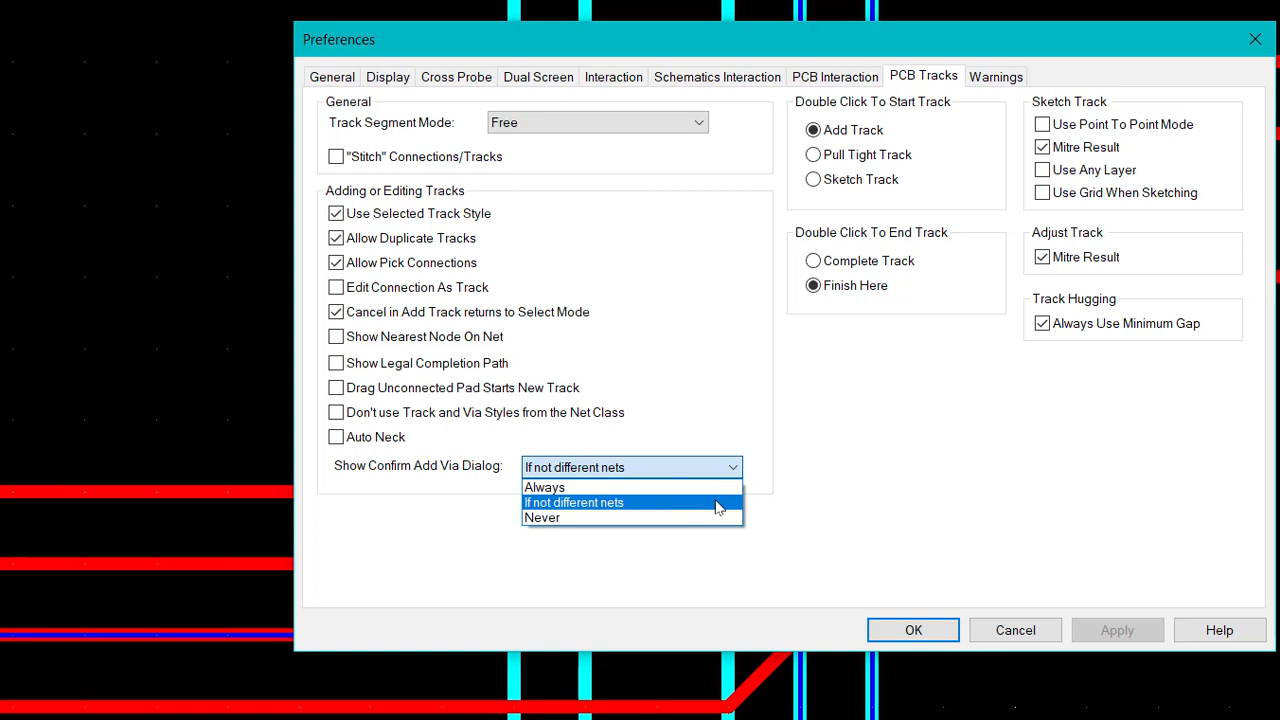 Preferences
General
Display
Cross Probe
Dual Screen
Interaction
Schematics Interaction
PCB Interaction
PCB Tracks
Warnings
General
Track Segment Mode:
Free
"Stitch" Connections/Tracks
Adding or Editing Tracks
Use Selected Track Style
Allow Duplicate Tracks
Allow Pick Connections
Edit Connection As Track
Cancel in Add Track returns to Select Mode
Show Nearest Node On Net
Show Legal Completion Path
Drag Unconnected Pad Starts New Track
Don't use Track and Via Styles from the Net Class
Auto Neck
Show Confirm Add Via Dialog:
If not different nets
Always
If not different nets
Never
Double Click To Start Track
Add Track
Pull Tight Track
Sketch Track
Double Click To End Track
Complete Track
Finish Here
Sketch Track
Use Point To Point Mode
Mitre Result
Use Any Layer
Use Grid When Sketching
Adjust Track
Mitre Result
Track Hugging
Always Use Minimum Gap
OK
Cancel
Apply
Help